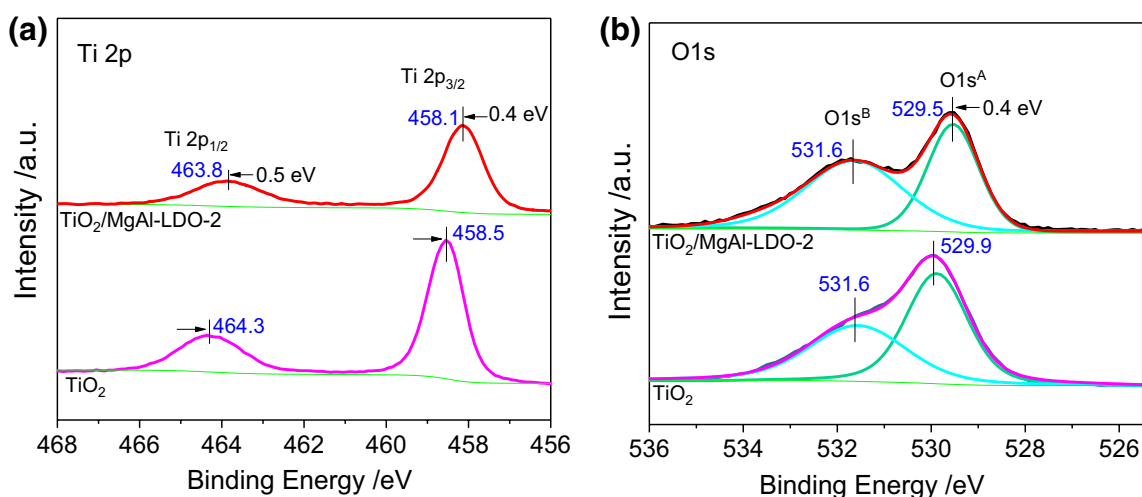 (a)
Ti 2p
Ti 2p3/2
458.1
0.4 eV
Ti 2p1/2
463.8
0.5 eV
TiO2/MgAl-LDO-2
458.5
464.3
TiO2
468 466 464 462 460 458 456
Binding Energy /eV
Intensity /a.u.
(b)
O1s
O1sA
529.5
0.4 eV
O1sB
531.6
TiO2/MgAl-LDO-2
529.9
531.6
TiO2
536 534 532 530 528 526
Binding Energy /eV
Intensity /a.u.